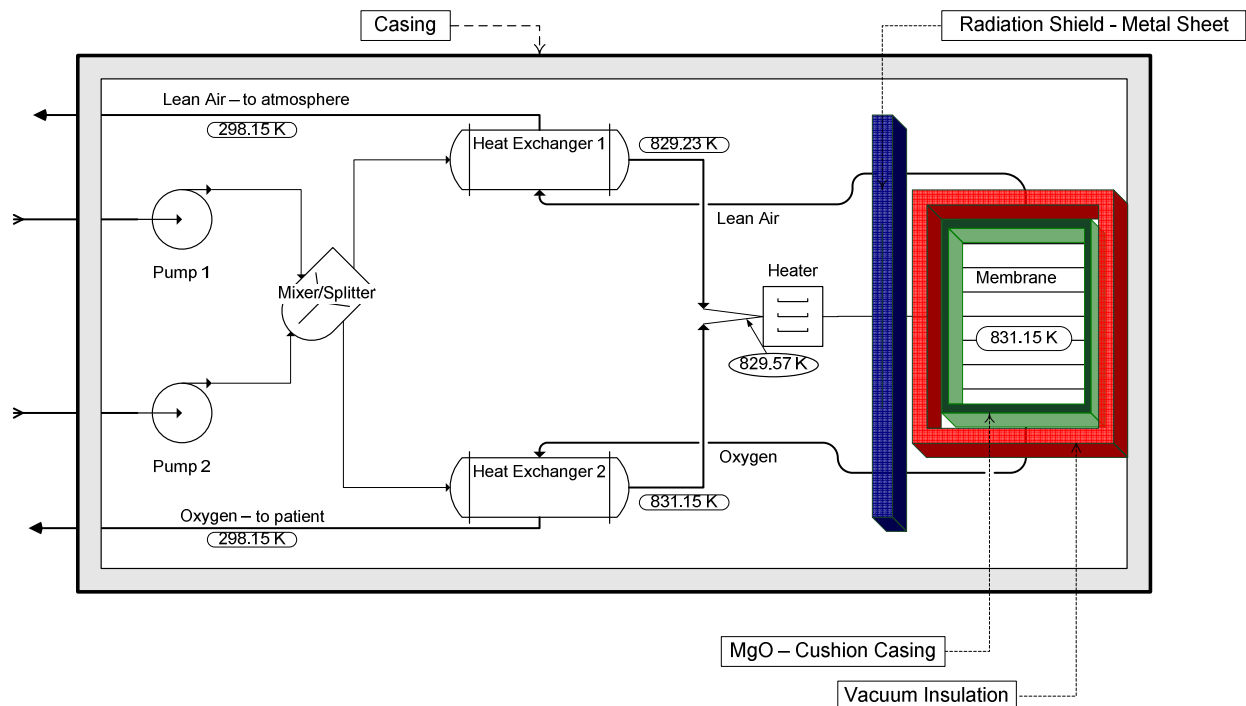 Casing
Radiation Shield - Metal Sheet
Lean Air – to atmosphere
298.15 K
Heat Exchanger 1
829.23 K
Lean Air
Pump 1
Mixer/Splitter
Heater
Membrane
831.15 K
829.57 K
Pump 2
Oxygen
Heat Exchanger 2
831.15 K
Oxygen – to patient
298.15 K
MgO – Cushion Casing
Vacuum Insulation